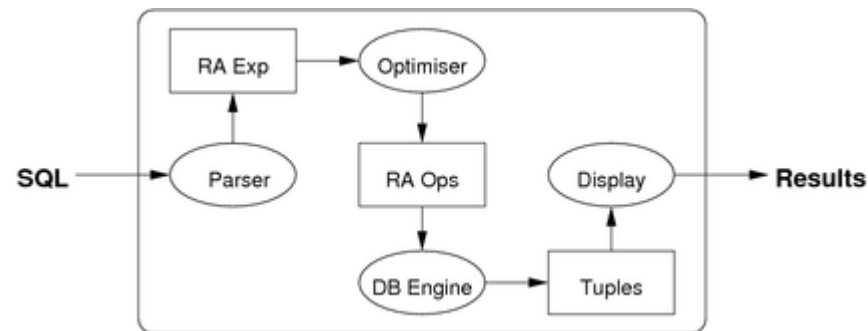 SQL
Parser
RA Exp
Optimiser
RA Ops
DB Engine
Tuples
Display
Results